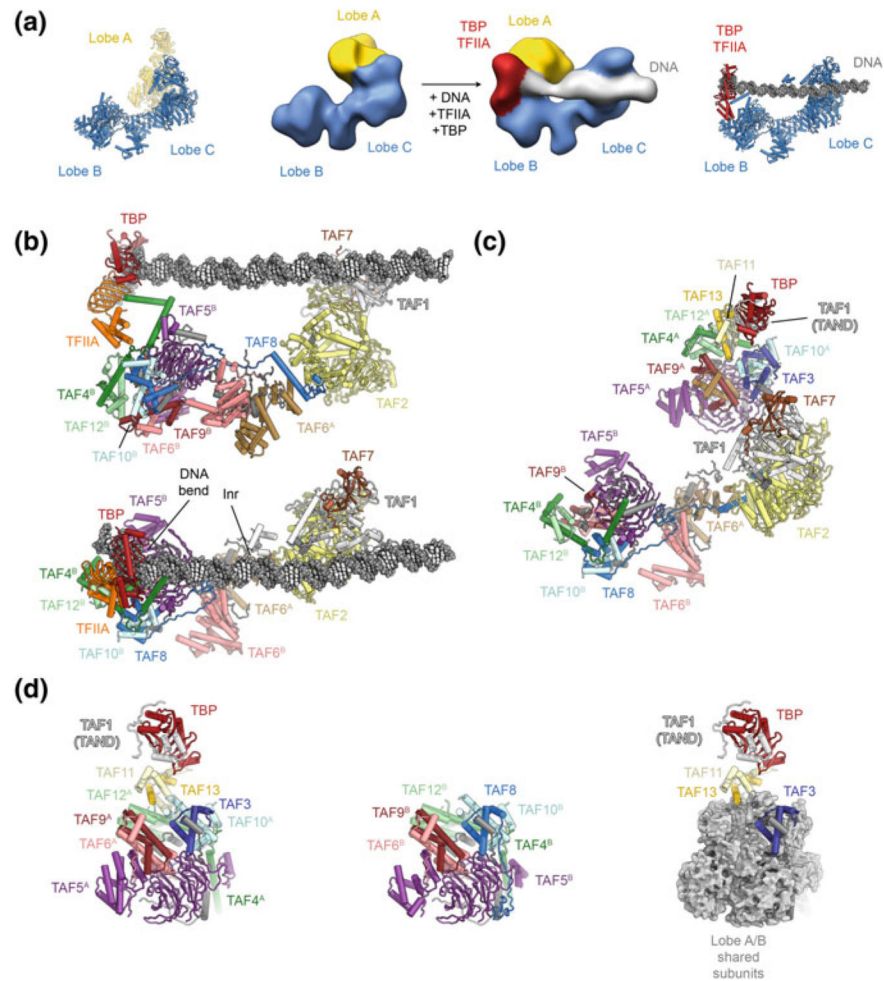 (a)
Lobe A
Lobe B
Lobe C
Lobe A
Lobe B
Lobe C
+ DNA
+TFIIA
+TBP
TBP
TFIIA
Lobe A
DNA
Lobe B
Lobe C
TBP
TFIIA
DNA
Lobe B
Lobe C
(b)
TBP
TAF7
TAF1
TAF5B
TFIIA
TAF8
TAF4B
TAF2
TAF12B
TAF9B
TAF6A
TAF10B
TAF6B
DNA
bend
Inr
TAF7
TAF5B
TAF1
TBP
TAF4B
TAF12B
TFIIA
TAF6A
TAF2
TAF10B
TAF8
TAF6B
(c)
TAF11
TAF13
TBP
TAF12A
TAF1
(TAND)
TAF4A
TAF10A
TAF9A
TAF3
TAF5A
TAF7
TAF5B
TAF1
TAF9B
TAF4B
TAF6A
TAF2
TAF12B
TAF10B
TAF8
TAF6B
(d)
TAF1
(TAND)
TBP
TAF11
TAF13
TAF12A
TAF3
TAF9A
TAF10A
TAF6A
TAF5A
TAF4A
TAF12B
TAF8
TAF9B
TAF10B
TAF6B
TAF4B
TAF5B
TAF1
(TAND)
TBP
TAF11
TAF13
TAF3
Lobe A/B
shared
subunits